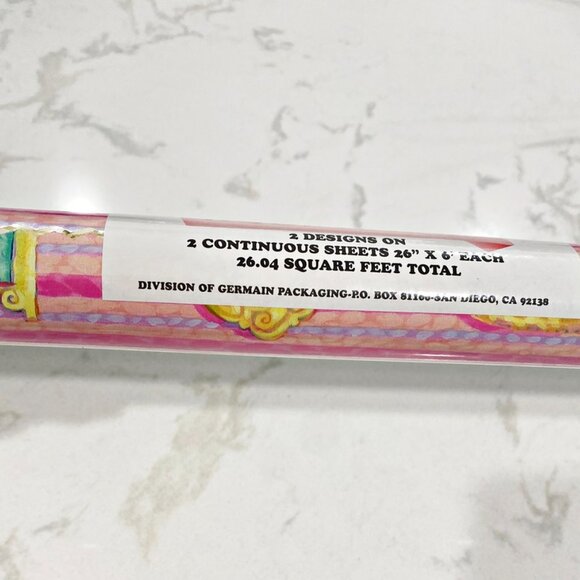 2 DESIGNS ON
2 CONTINUOUS SHEETS 26" X 6' EACH
26.04 SQUARE FEET TOTAL
DIVISION OF GERMAIN PACKAGING-P.O. BOX 81160-SAN DIEGO, CA 92138